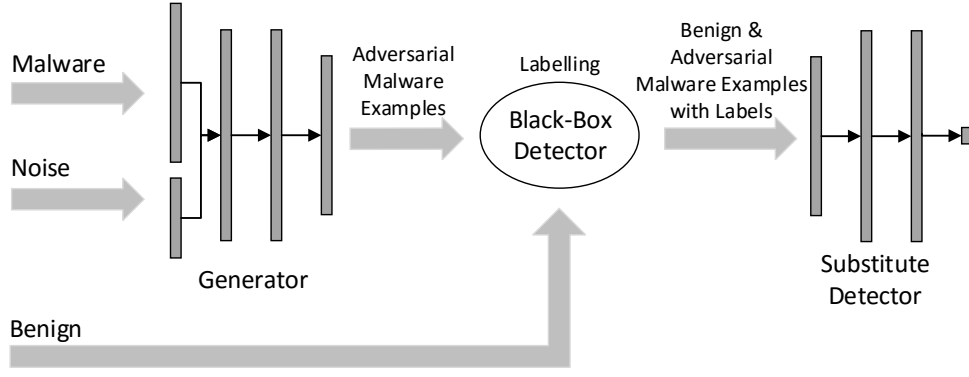 Malware
Noise
Benign
Generator
Adversarial
Malware
Examples
Labelling
Black-Box
Detector
Benign &
Adversarial
Malware Examples
with Labels
Substitute
Detector